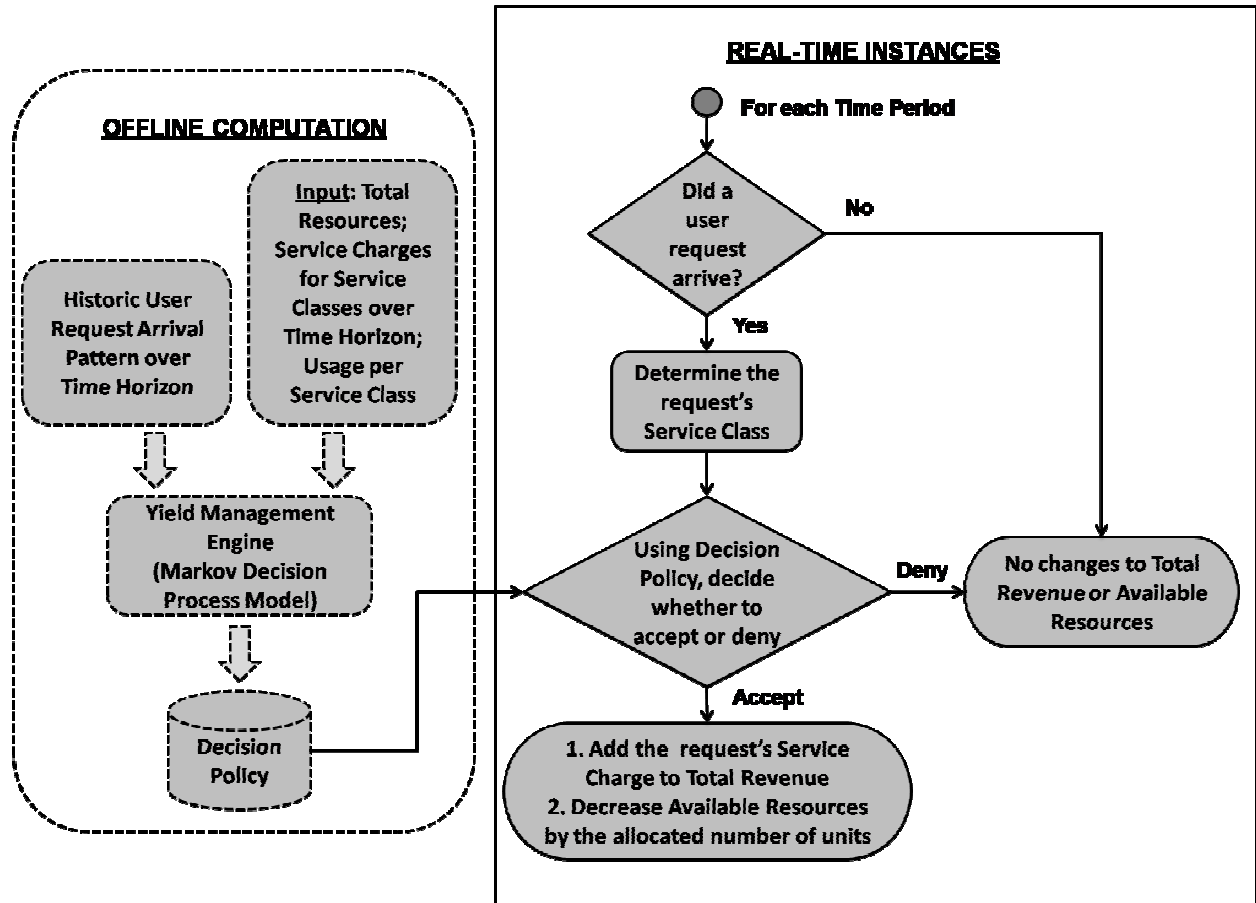 OFFLINE COMPUTATION
Historic User
Request Arrival
Pattern over
Time Horizon
Input: Total
Resources;
Service Charges
for Service
Classes over
Time Horizon;
Usage per
Service Class
Yield Management
Engine
(Markov Decision
Process Model)
Decision
Policy
REAL-TIME INSTANCES
For each Time Period
Did a
user
request
arrive?
No
Yes
Determine the
request's
Service Class
Using Decision
Policy, decide
whether to
accept or deny
Deny
No changes to Total
Revenue or Available
Resources
Accept
1. Add the request's Service
Charge to Total Revenue
2. Decrease Available Resources
by the allocated number of units